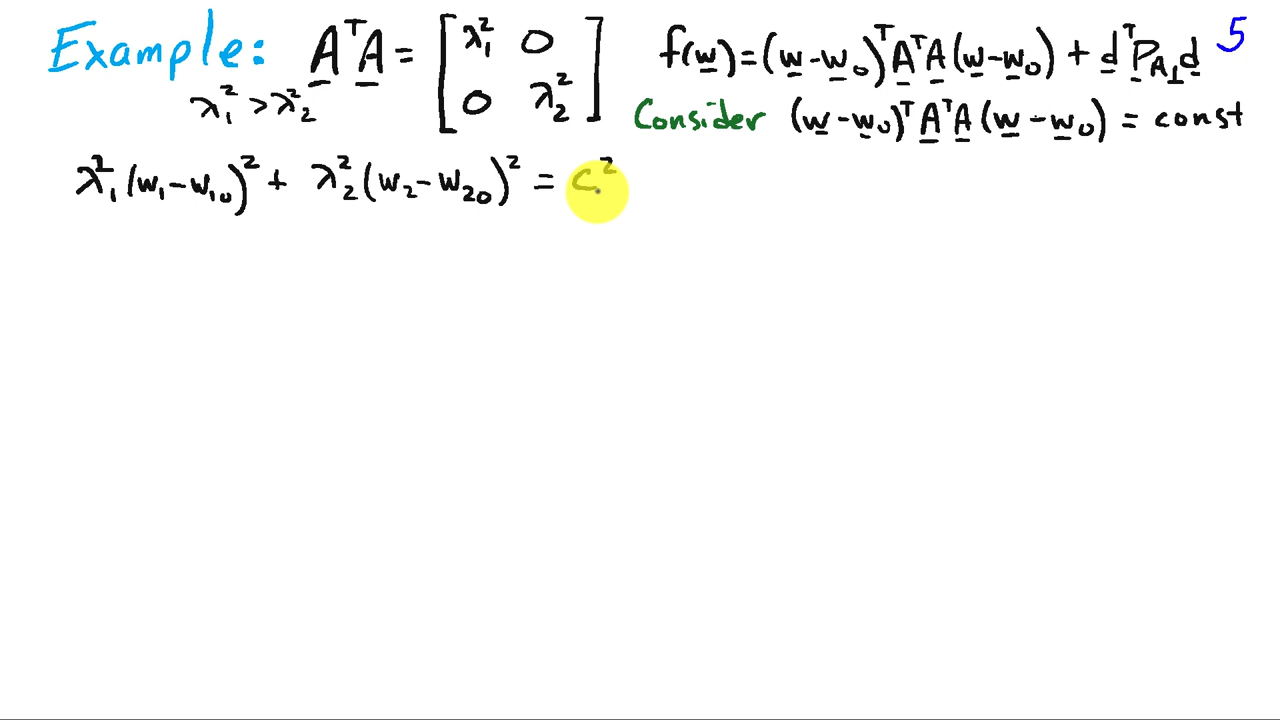 Example: AᵀA = [λ₁² 0; 0 λ₂²] f(w) = (w - w₀)ᵀAᵀA(w - w₀) + dᵀP_A⊥ d 5
λ₁² > λ₂²
Consider (w - w₀)ᵀAᵀA(w - w₀) = const
λ₁²(w₁ - w₁₀)² + λ₂²(w₂ - w₂₀)² = c²